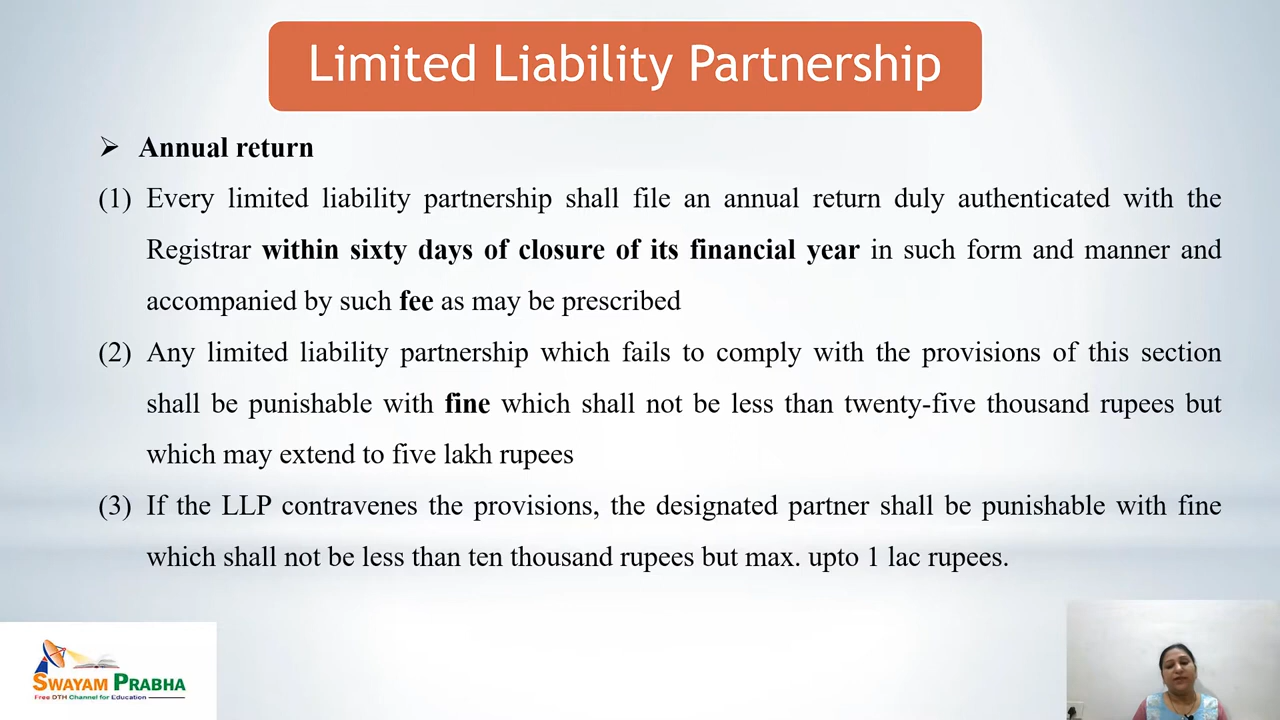 Limited Liability Partnership
➢ Annual return
(1) Every limited liability partnership shall file an annual return duly authenticated with the
Registrar within sixty days of closure of its financial year in such form and manner and
accompanied by such fee as may be prescribed
(2) Any limited liability partnership which fails to comply with the provisions of this section
shall be punishable with fine which shall not be less than twenty-five thousand rupees but
which may extend to five lakh rupees
(3) If the LLP contravenes the provisions, the designated partner shall be punishable with fine
which shall not be less than ten thousand rupees but max. upto 1 lac rupees.
SWAYAM PRABHA
Free DTH Channel for Education